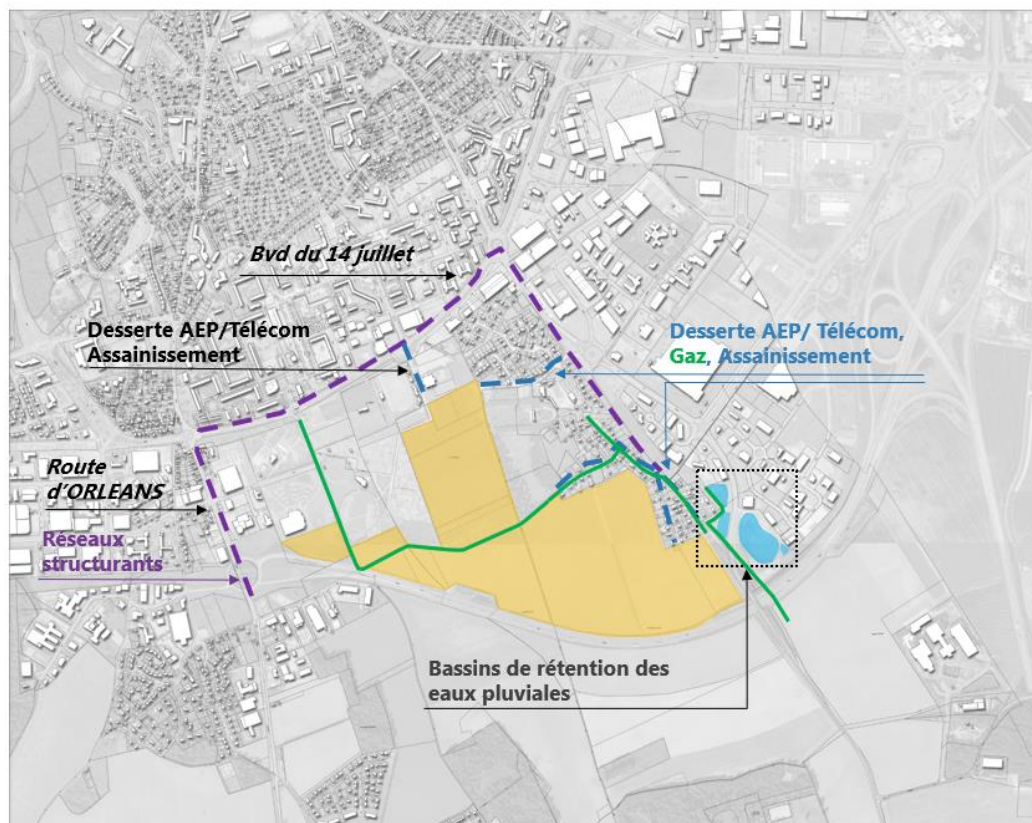 Bvd du 14 juillet
Desserte AEP/Télécom
Assainissement
Desserte AEP/ Télécom,
Gaz, Assainissement
Route
d’ORLEANS
Réseaux
structurants
Bassins de rétention des
eaux pluviales